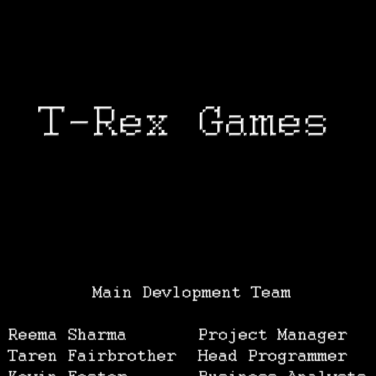 T-Rex Games
Main Devlopment Team
Reema Sharma Project Manager
Taren Fairbrother Head Programmer
Kevin Foster Business Analysts